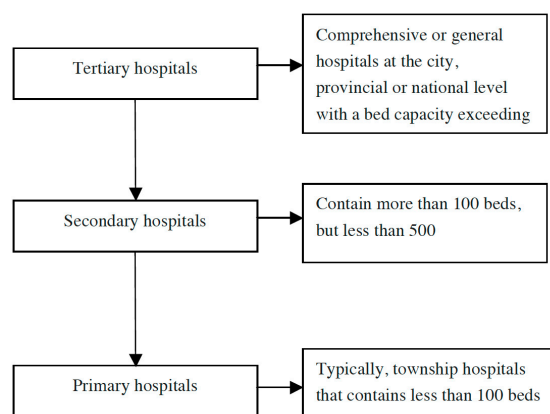 Tertiary hospitals
Comprehensive or general
hospitals at the city,
provincial or national level
with a bed capacity exceeding
Secondary hospitals
Contain more than 100 beds,
but less than 500
Primary hospitals
Typically, township hospitals
that contains less than 100 beds